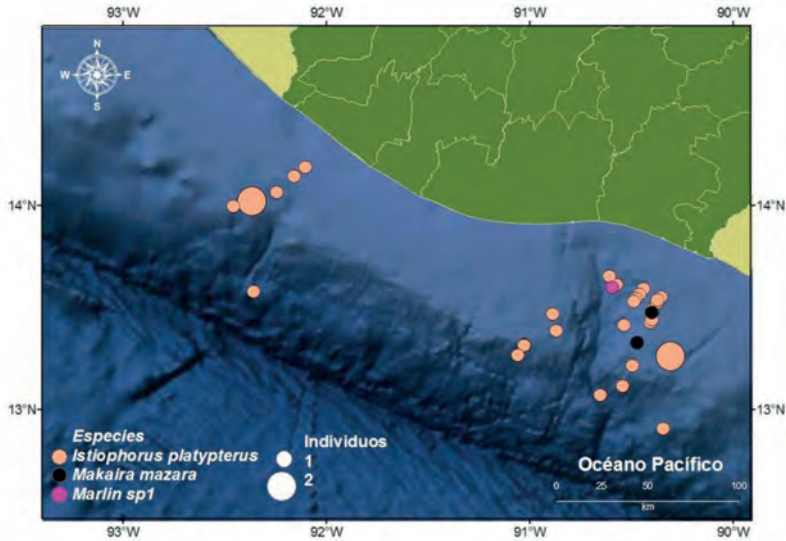 93°W 92°W 91°W 90°W
N
W E
S
14°N 14°N
13°N 13°N
Especies
Istiophorus platypterus
Makaira mazara
Marlin sp1
Individuos
1
2
Océano Pacífico
0 25 50 100
km
93°W 92°W 91°W 90°W